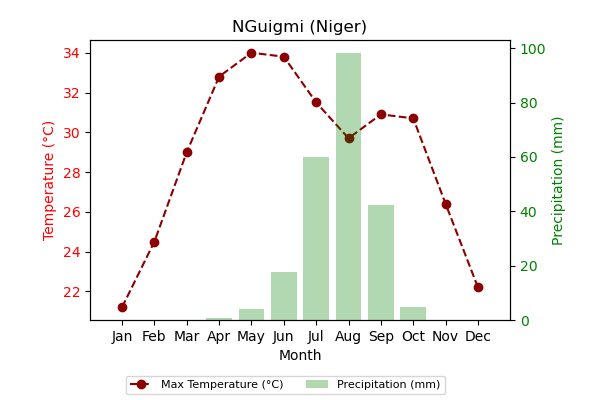 NGuigmi (Niger)
34
32
30
28
26
24
22
Temperature (°C)
100
80
60
40
20
0
Precipitation (mm)
Jan Feb Mar Apr May Jun Jul Aug Sep Oct Nov Dec
Month
Max Temperature (°C) Precipitation (mm)